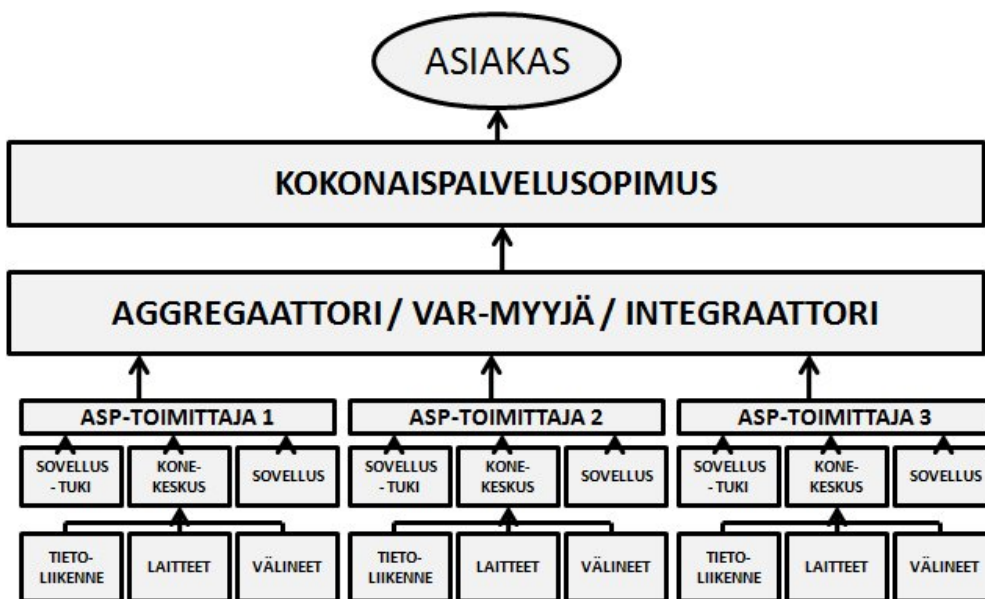 ASIAKAS
KOKONAISPALVELUSOPIMUS
AGGREGAATTORI / VAR-MYYJÄ / INTEGRAATTORI
ASP-TOIMITTAJA 1
ASP-TOIMITTAJA 2
ASP-TOIMITTAJA 3
SOVELLUS
- TUKI
KONE-
KESKUS
SOVELLUS
SOVELLUS
- TUKI
KONE-
KESKUS
SOVELLUS
SOVELLUS
- TUKI
KONE-
KESKUS
SOVELLUS
TIETO-
LIIKENNE
LAITTEET
VÄLINEET
TIETO-
LIIKENNE
LAITTEET
VÄLINEET
TIETO-
LIIKENNE
LAITTEET
VÄLINEET